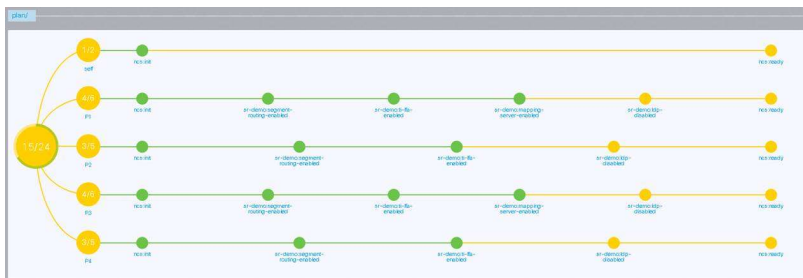 plan/
1/2
self
ncs:init
ncs:ready
4/6
P1
ncs:init
sr-demo:segment-
routing-enabled
sr-demo:ti-lfa-
enabled
sr-demo:mapping-
server-enabled
sr-demo:ldp-
disabled
ncs:ready
15/24
3/5
P2
ncs:init
sr-demo:segment-
routing-enabled
sr-demo:ti-lfa-
enabled
sr-demo:ldp-
disabled
ncs:ready
4/6
P3
ncs:init
sr-demo:segment-
routing-enabled
sr-demo:ti-lfa-
enabled
sr-demo:mapping-
server-enabled
sr-demo:ldp-
disabled
ncs:ready
3/5
P4
ncs:init
sr-demo:segment-
routing-enabled
sr-demo:ti-lfa-
enabled
sr-demo:ldp-
disabled
ncs:ready